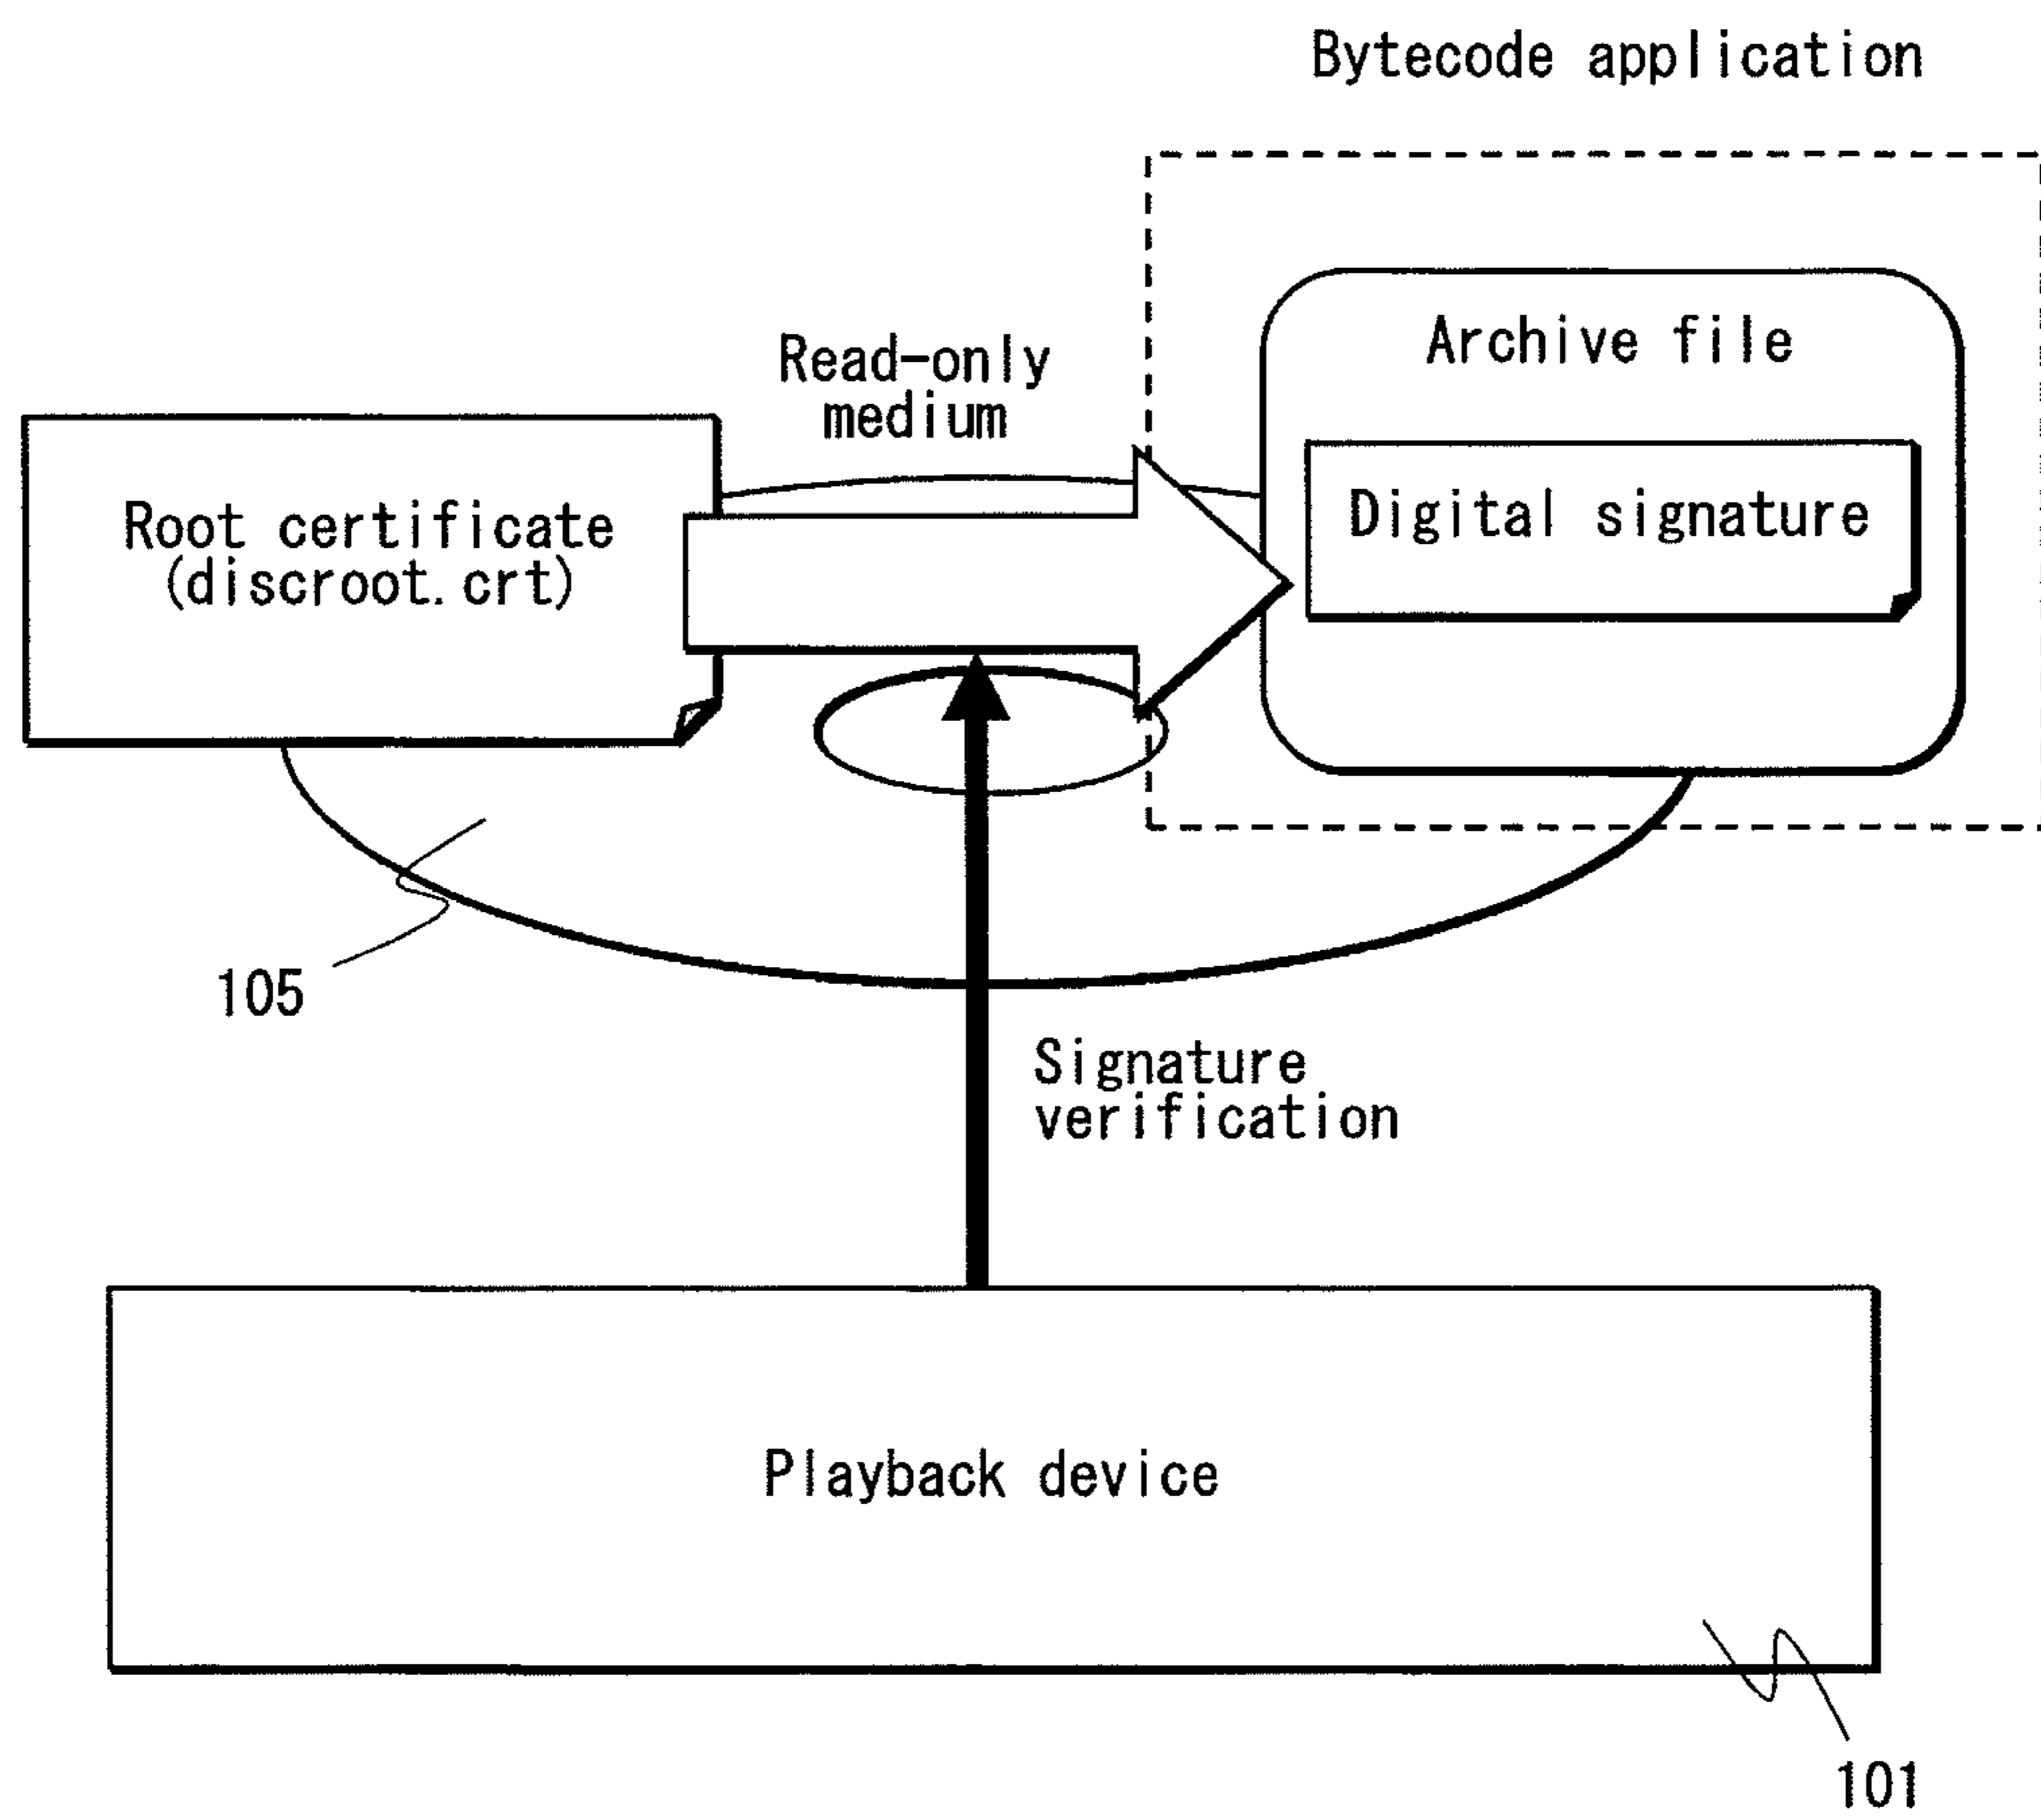 Bytecode application
Archive file
Read-only
medium
Digital signature
Root certificate
(discroot.crt)
105
Signature
verification
Playback device
101